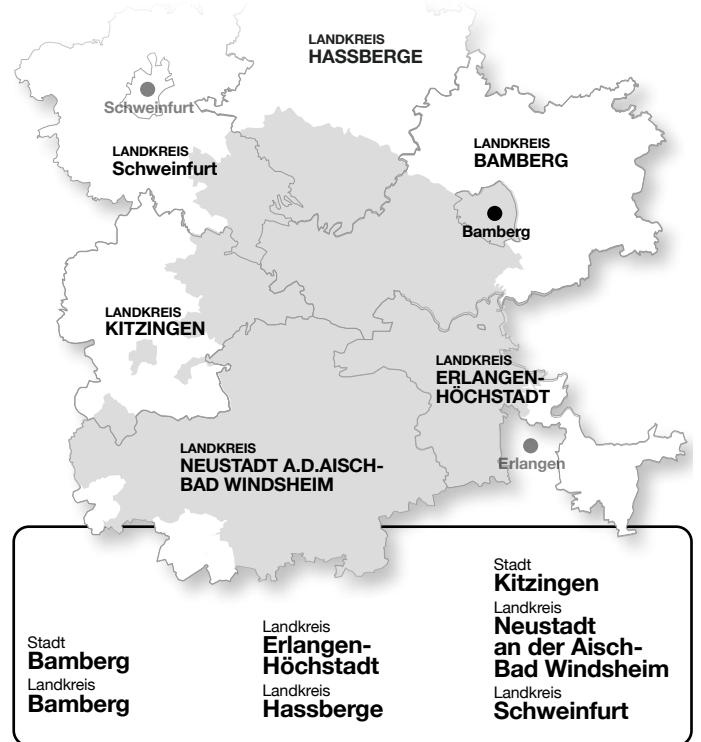 LANDKREIS
HASSBERGE
Schweinfurt
LANDKREIS
Schweinfurt
LANDKREIS
BAMBERG
Bamberg
LANDKREIS
KITZINGEN
LANDKREIS
ERLANGEN-
HÖCHSTADT
Erlangen
LANDKREIS
NEUSTADT A.D.AISCH-
BAD WINDSHEIM
Stadt
Bamberg
Landkreis
Bamberg
Landkreis
Erlangen-
Höchstadt
Landkreis
Hassberge
Stadt
Kitzingen
Landkreis
Neustadt
an der Aisch-
Bad Windsheim
Landkreis
Schweinfurt